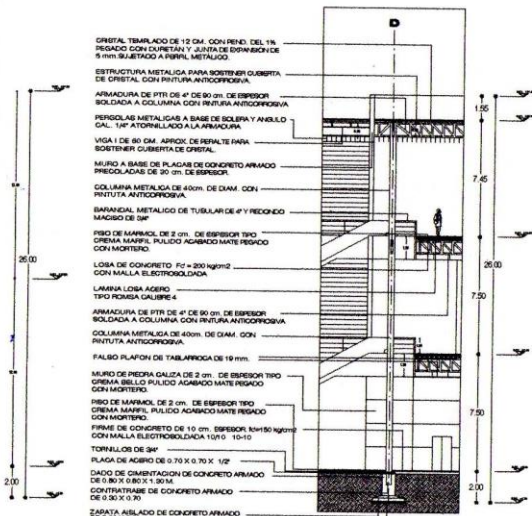 D
CRISTAL TEMPLADO DE 12 CM. CON PEND. DEL 1%
PEGADO CON DURETÁN Y JUNTA DE EXPANSIÓN DE
5 mm. SUJETADO A PERFIL METÁLICO.
ESTRUCTURA METALICA PARA SOSTENER CUBIERTA
DE CRISTAL CON PINTURA ANTICORROSIVA.
ARMADURA DE PTR DE 4" DE 90 cm. DE ESPESOR
SOLDADA A COLUMNA CON PINTURA ANTICORROSIVA
PERGOLAS METALICAS A BASE DE SOLERA Y ANGULO
CAL. 1/4" ATORNILLADO A LA ARMADURA
VIGA I DE 60 CM. APROX. DE PERALTE PARA
SOSTENER CUBIERTA DE CRISTAL.
MURO A BASE DE PLACAS DE CONCRETO ARMADO
PRECOLADAS DE 20 cm. DE ESPESOR.
COLUMNA METALICA DE 40cm. DE DIAM. CON
PINTUTA ANTICORROSIVA.
BARANDAL METALICO DE TUBULAR DE 4" Y REDONDO
MACISO DE 3/4"
PISO DE MARMOL DE 2 cm. DE ESPESOR TIPO
CREMA MARFIL PULIDO ACABADO MATE PEGADO
CON MORTERO.
LOSA DE CONCRETO F'c = 200 kg/cm2
CON MALLA ELECTROSOLDADA
LAMINA LOSA ACERO
TIPO ROMSA CALIBRE 4
ARMADURA DE PTR DE 4" DE 90 cm. DE ESPESOR
SOLDADA A COLUMNA CON PINTURA ANTICORROSIVA
COLUMNA METALICA DE 40cm. DE DIAM. CON
PINTUTA ANTICORROSIVA.
FALSO PLAFON DE TABLARROCA DE 19 mm.
MURO DE PIEDRA CALIZA DE 2 cm. DE ESPESOR TIPO
CREMA BELLO PULIDO ACABADO MATE PEGADO
CON MORTERO.
PISO DE MARMOL DE 2 cm. DE ESPESOR TIPO
CREMA MARFIL PULIDO ACABADO MATE PEGADO
CON MORTERO.
FIRME DE CONCRETO DE 10 cm. ESPESOR, fc=150 kg/cm2
CON MALLA ELECTROSOLDADA 10/10 10-10
TORNILLOS DE 3/4"
PLACA DE ACERO DE 0.70 X 0.70 X 1/2"
DADO DE CIMENTACION DE CONCRETO ARMADO
DE 0.80 X 0.80 X 1.20 M.
CONTRATRABE DE CONCRETO ARMADO
DE 0.30 X 0.70
ZAPATA AISLADO DE CONCRETO ARMADO
26.00
2.00
1.55
7.45
26.00
7.50
7.50
2.00